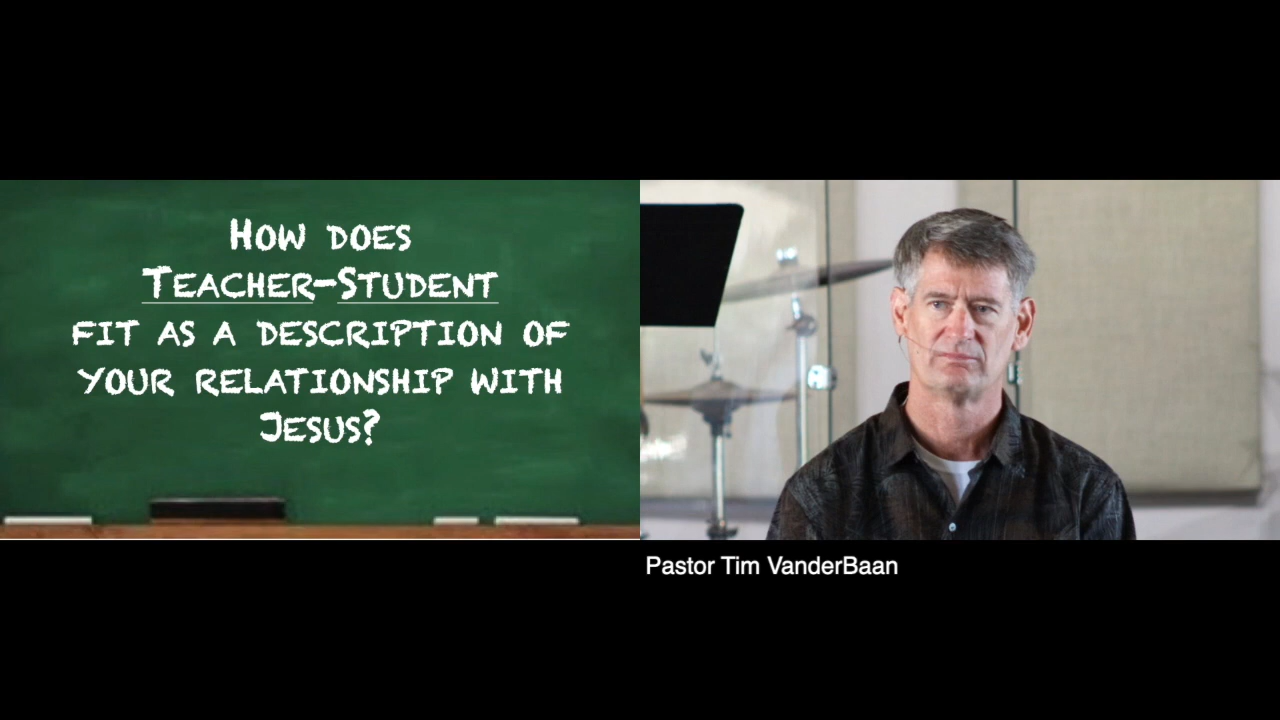 How does
Teacher-Student
fit as a description of
your relationship with
Jesus?
Pastor Tim VanderBaan